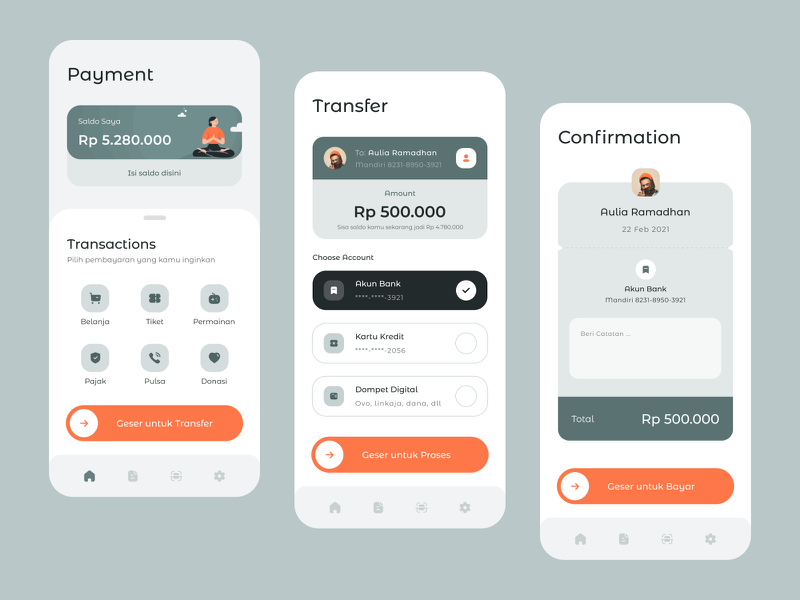 Payment
Saldo Saya
Rp 5.280.000
Isi saldo disini
Transactions
Pilih pembayaran yang kamu inginkan
Belanja
Tiket
Permainan
Pajak
Pulsa
Donasi
Geser untuk Transfer
Transfer
To: Aulia Ramadhan
Mandiri 8231-8950-3921
Amount
Rp 500.000
Sisa saldo kamu sekarang jadi Rp 4.780.000
Choose Account
Akun Bank
****-****-3921
Kartu Kredit
****-****-2056
Dompet Digital
Ovo, linkaja, dana, dll
Geser untuk Proses
Confirmation
Aulia Ramadhan
22 Feb 2021
Akun Bank
Mandiri 8231-8950-3921
Beri Catatan ...
Total
Rp 500.000
Geser untuk Bayar